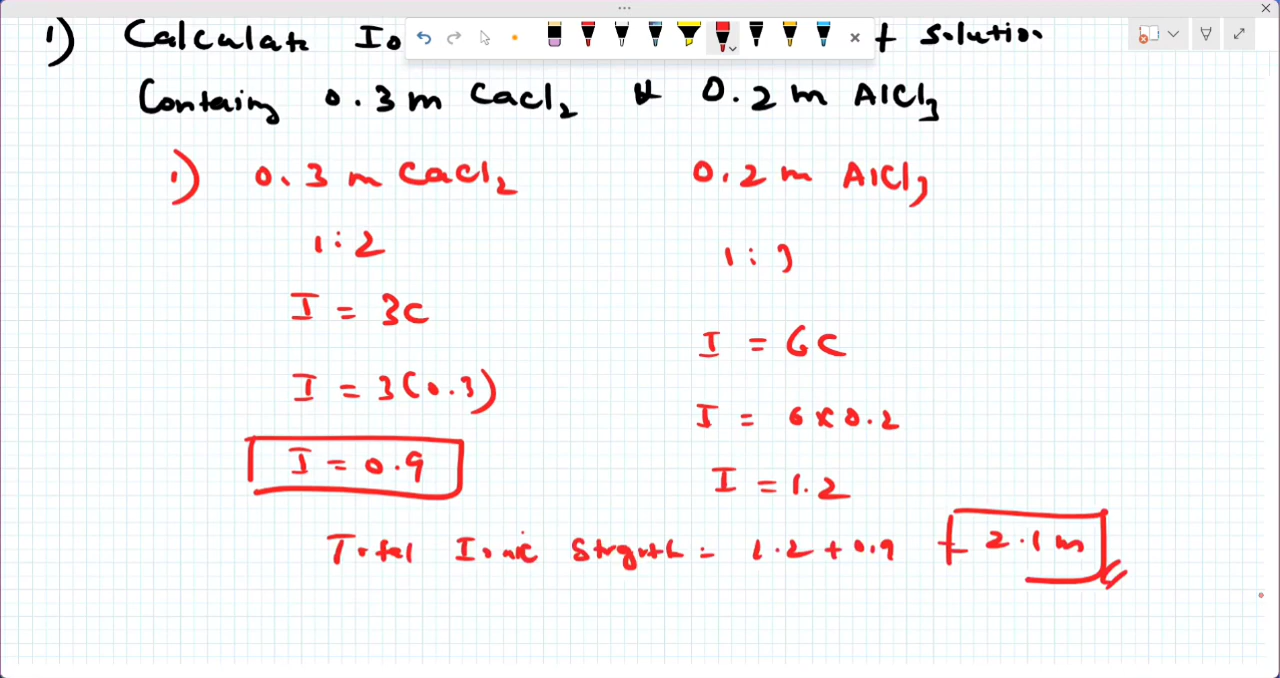 1) Calculate Io solution
Containg 0.3 m CaCl2 & 0.2 m AlCl3
1) 0.3 m CaCl2 0.2 m AlCl3
1 : 2 1 : 3
I = 3C I = 6C
I = 3(0.3) I = 6 x 0.2
I = 0.9 I = 1.2
Total Ionic = 1.2 + 0.9 = 2.1 m